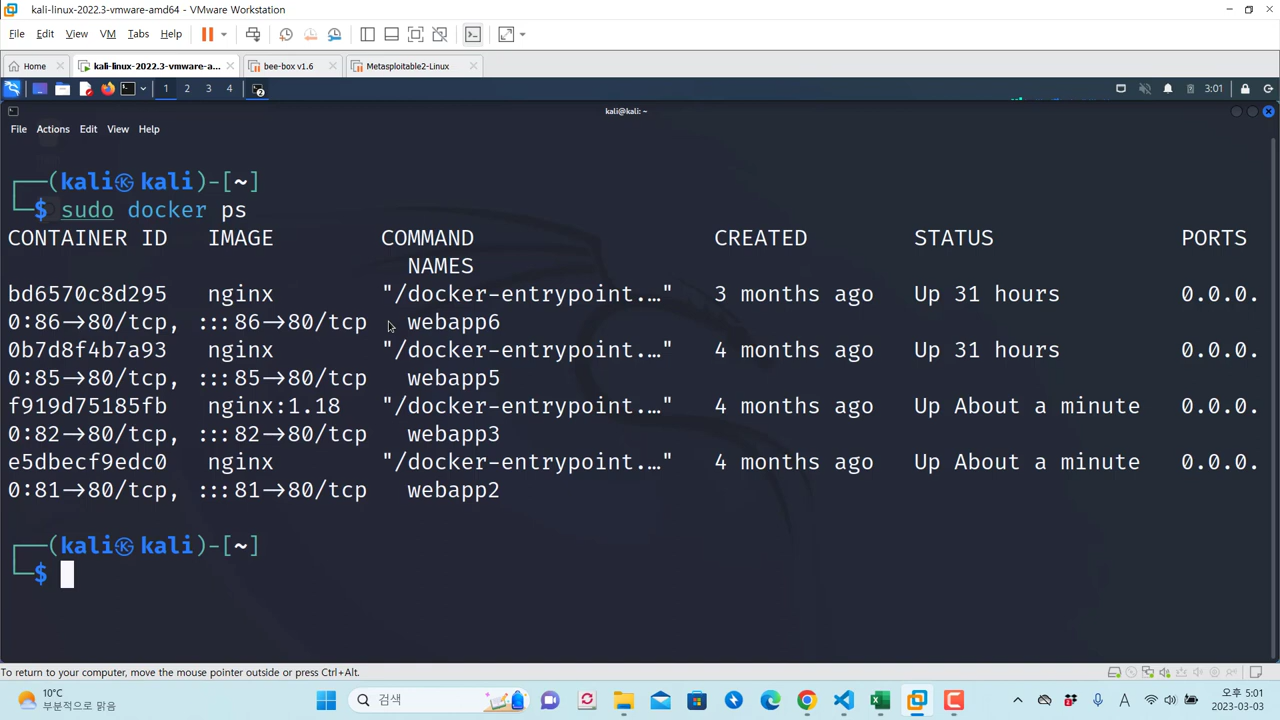 kali-linux-2022.3-vmware-amd64 - VMware Workstation
File Edit View VM Tabs Help
Home kali-linux-2022.3-vmware-a... bee-box v1.6 Metasploitable2-Linux
1 2 3 4 3:01
kali@kali: ~
File Actions Edit View Help
┌──(kali㉿kali)-[~]
└─$ sudo docker ps
CONTAINER ID IMAGE COMMAND CREATED STATUS PORTS
NAMES
bd6570c8d295 nginx "/docker-entrypoint.…" 3 months ago Up 31 hours 0.0.0.
0:86->80/tcp, :::86->80/tcp webapp6
0b7d8f4b7a93 nginx "/docker-entrypoint.…" 4 months ago Up 31 hours 0.0.0.
0:85->80/tcp, :::85->80/tcp webapp5
f919d75185fb nginx:1.18 "/docker-entrypoint.…" 4 months ago Up About a minute 0.0.0.
0:82->80/tcp, :::82->80/tcp webapp3
e5dbecf9edc0 nginx "/docker-entrypoint.…" 4 months ago Up About a minute 0.0.0.
0:81->80/tcp, :::81->80/tcp webapp2
┌──(kali㉿kali)-[~]
└─$
To return to your computer, move the mouse pointer outside or press Ctrl+Alt.
10°C
부분적으로 맑음
검색
A
오후 5:01
2023-03-03